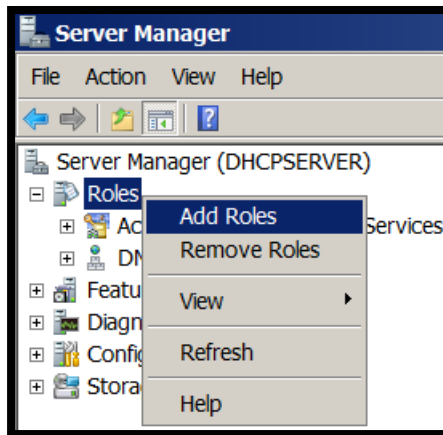 Server Manager
File Action View Help
Server Manager (DHCPSERVER)
Roles
Add Roles
Services
Remove Roles
View
Refresh
Help